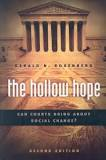 GERALD N. ROSENBERG
the hollow hope
CAN COURTS BRING ABOUT
SOCIAL CHANGE?
SECOND EDITION